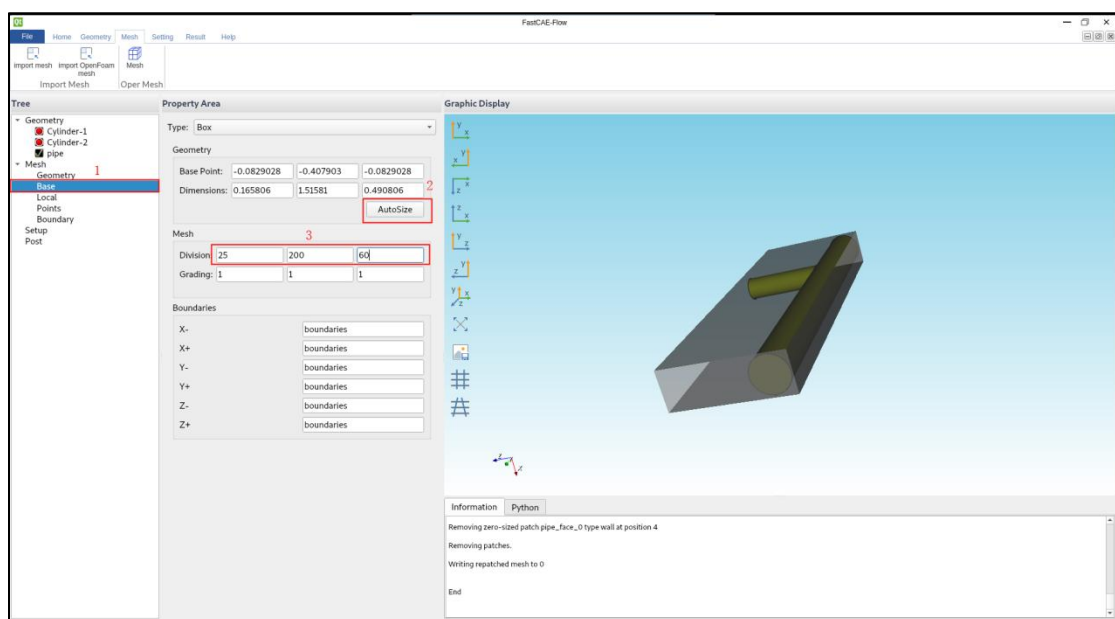 Qt FastCAE-Flow
File Home Geometry Mesh Setting Result Help
import mesh import OpenFoam mesh Mesh
Import Mesh Oper Mesh
Tree Property Area Graphic Display
Geometry
Cylinder-1
Cylinder-2
pipe
Mesh
Geometry 1
Base
Local
Points
Boundary
Setup
Post
Type: Box
Geometry
Base Point: -0.0829028 -0.407903 -0.0829028
Dimensions: 0.165806 1.51581 0.490806 2
AutoSize
Mesh 3
Division: 25 200 60
Grading: 1 1 1
Boundaries
X- boundaries
X+ boundaries
Y- boundaries
Y+ boundaries
Z- boundaries
Z+ boundaries
Information Python
Removing zero-sized patch pipe_face_0 type wall at position 4
Removing patches.
Writing repatched mesh to 0
End